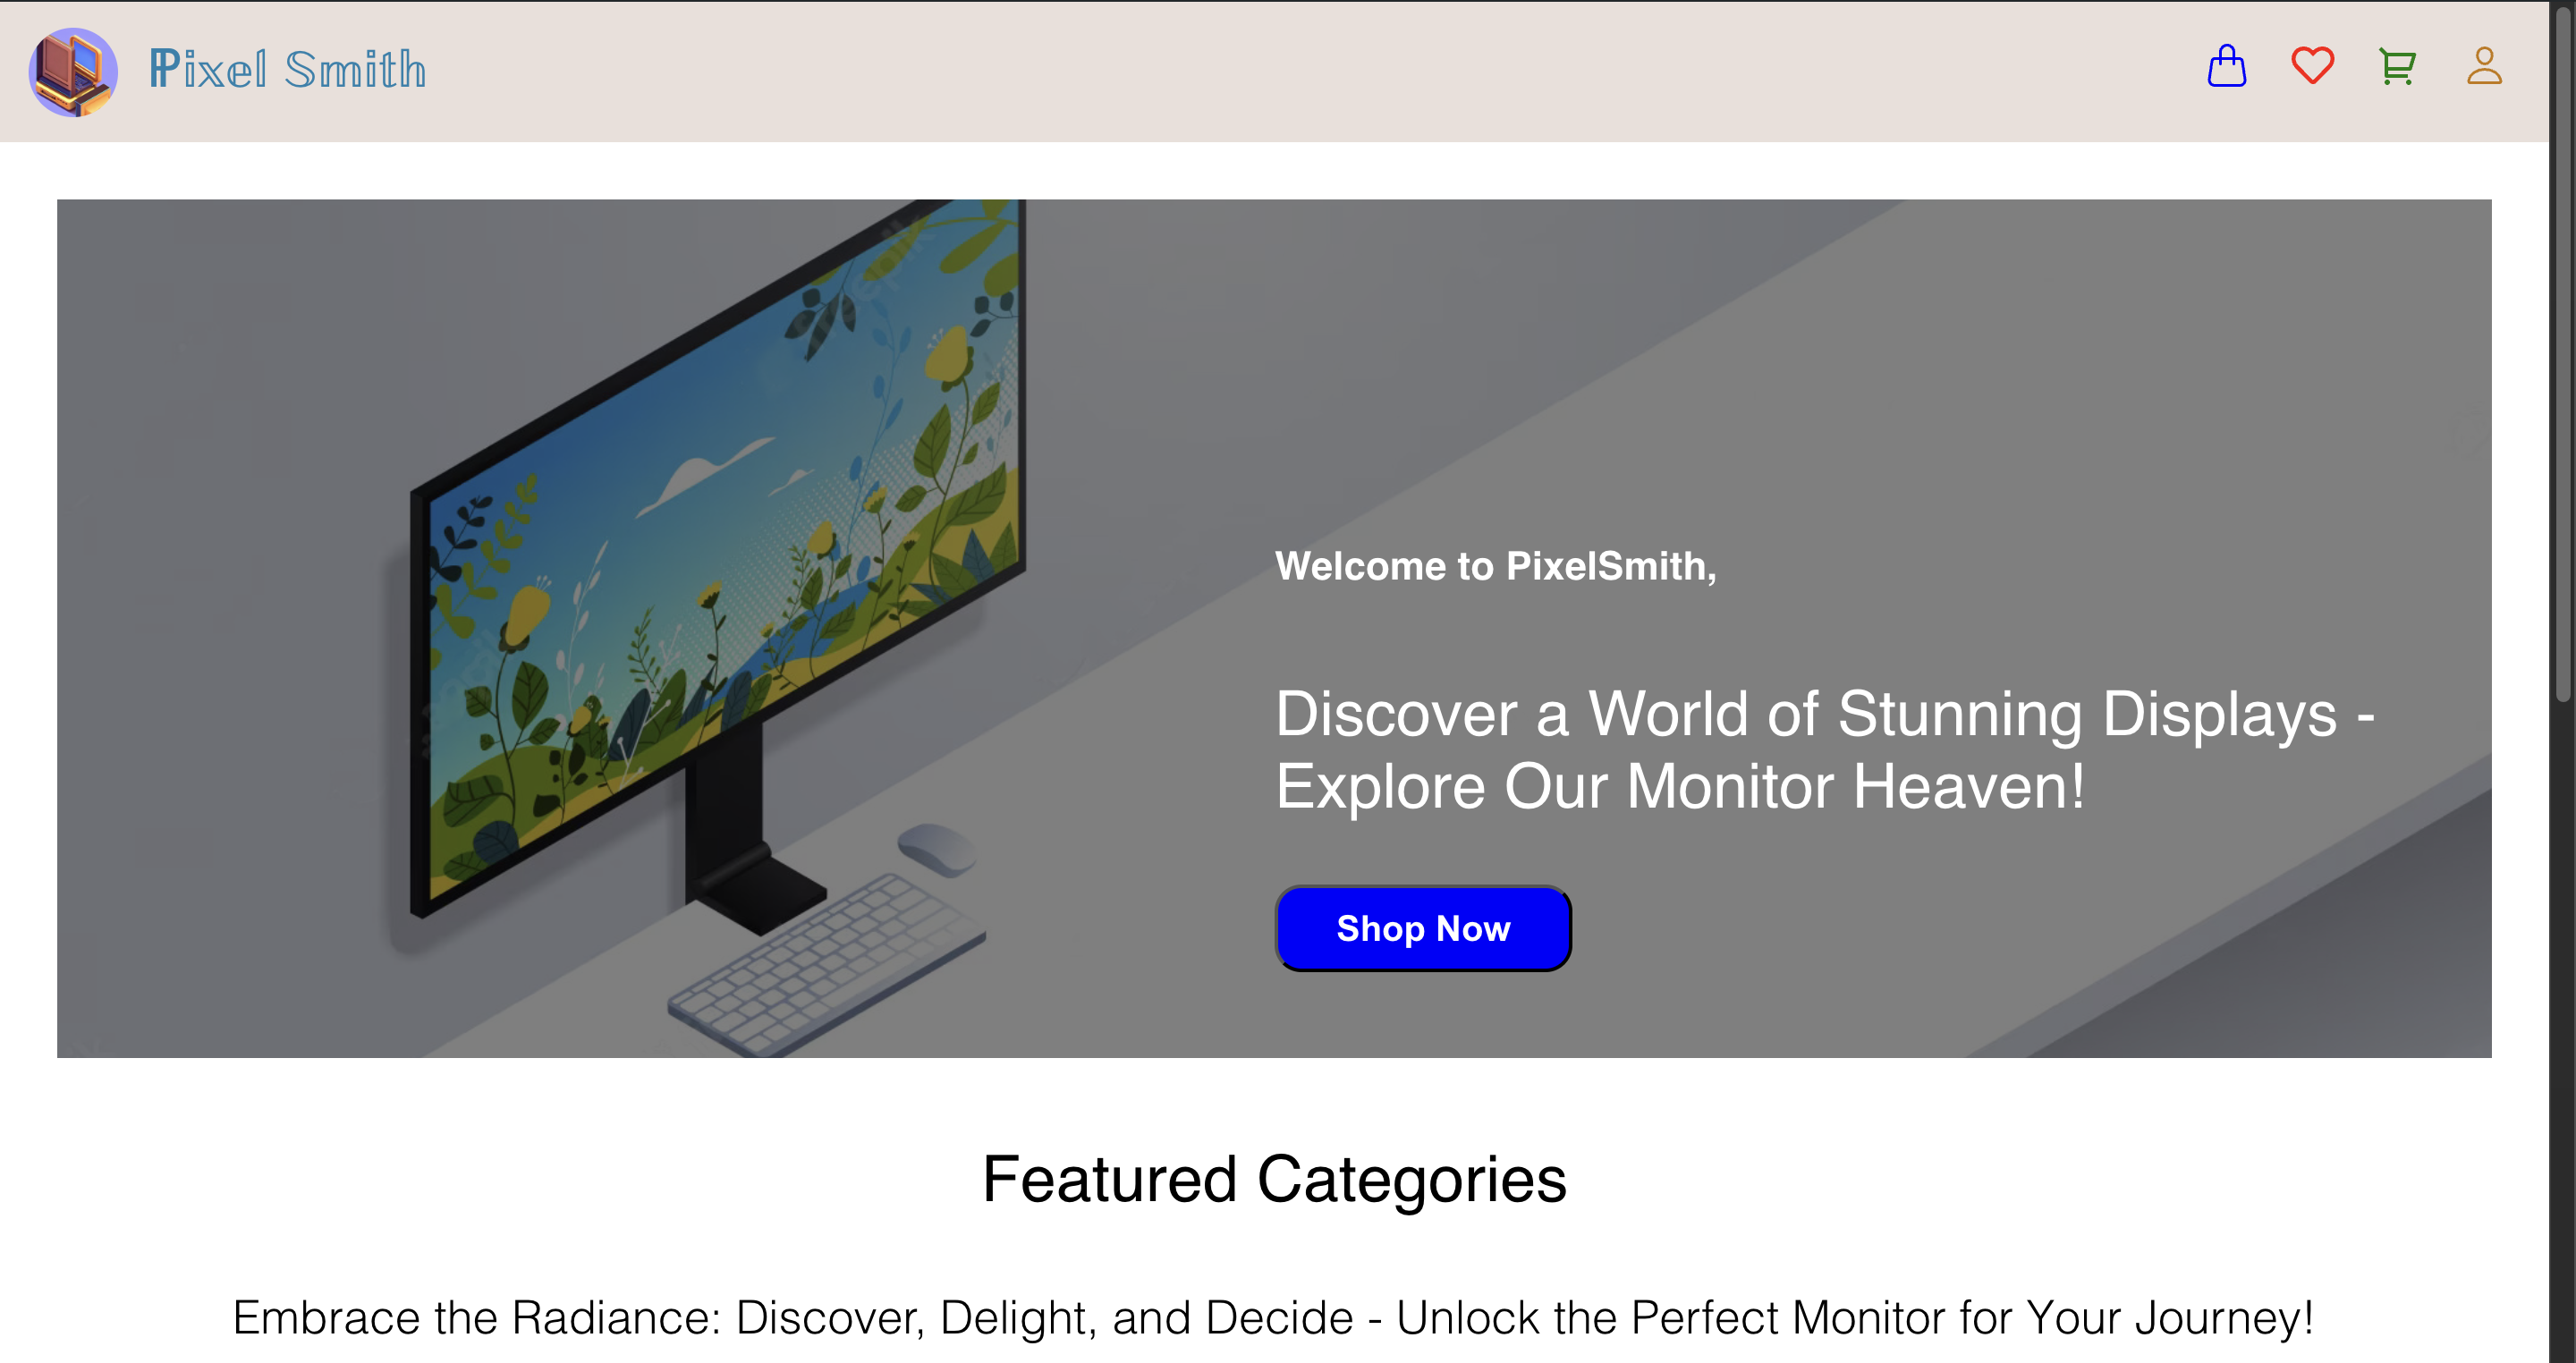 Pixel Smith
Welcome to PixelSmith,
Discover a World of Stunning Displays -
Explore Our Monitor Heaven!
Shop Now
Featured Categories
Embrace the Radiance: Discover, Delight, and Decide - Unlock the Perfect Monitor for Your Journey!